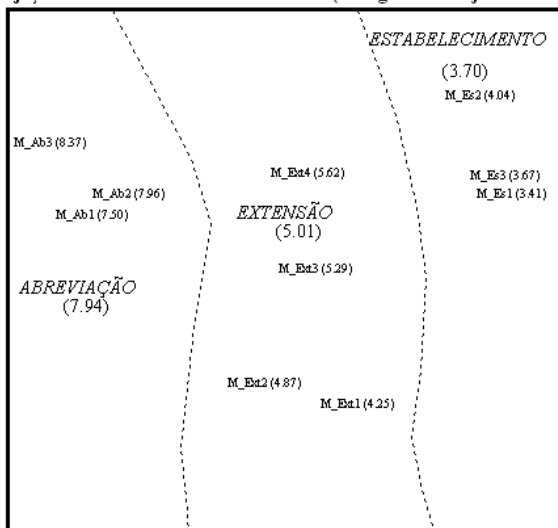 ESTABELECIMENTO
(3.70)
M_Es2 (4.04)
M_Ab3 (8.37)
M_Ext4 (5.62)
M_Es3 (3.67)
M_Ab2 (7.96)
M_Es1 (3.41)
M_Ab1 (7.50)
EXTENSÃO
(5.01)
M_Ext3 (5.29)
ABREVIAÇÃO
(7.94)
M_Ext2 (4.87)
M_Ext1 (4.25)